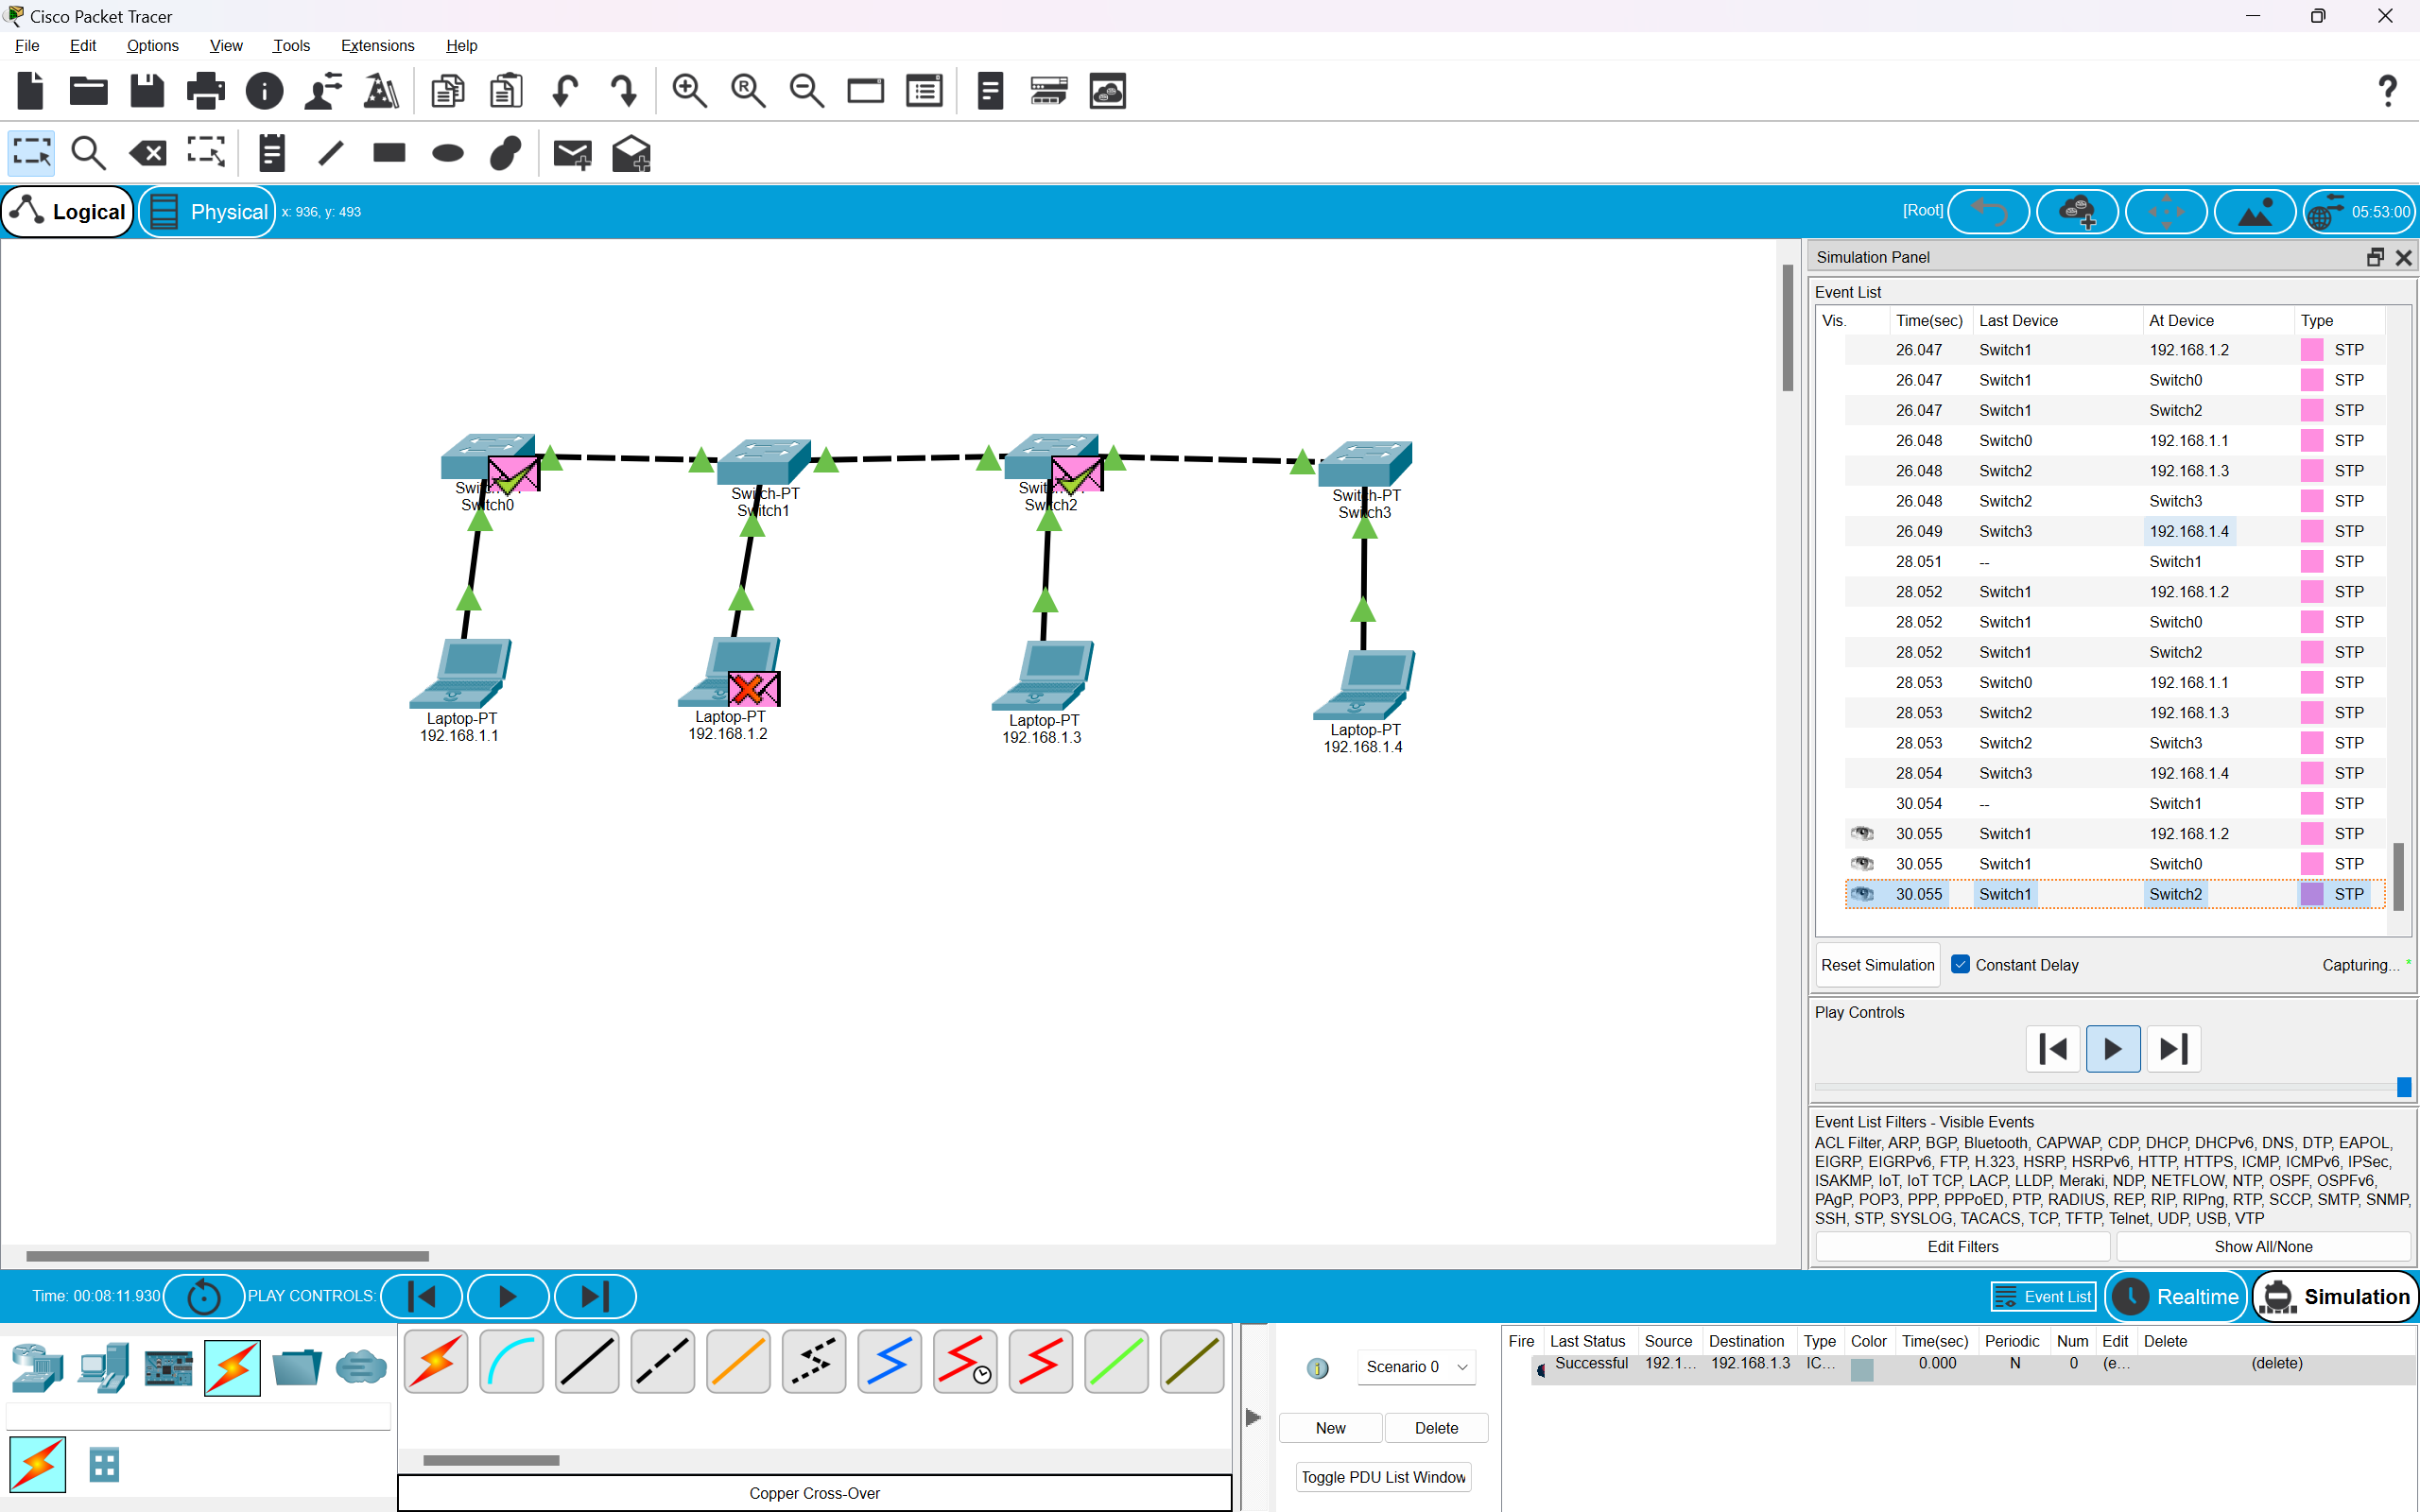 Cisco Packet Tracer
File Edit Options View Tools Extensions Help
Logical Physical x: 936, y: 493 [Root] 05:53:00
Simulation Panel
Event List
Vis. Time(sec) Last Device At Device Type
26.047 Switch1 192.168.1.2 STP
26.047 Switch1 Switch0 STP
26.047 Switch1 Switch2 STP
26.048 Switch0 192.168.1.1 STP
26.048 Switch2 192.168.1.3 STP
26.048 Switch2 Switch3 STP
26.049 Switch3 192.168.1.4 STP
28.051 -- Switch1 STP
28.052 Switch1 192.168.1.2 STP
28.052 Switch1 Switch0 STP
28.052 Switch1 Switch2 STP
28.053 Switch0 192.168.1.1 STP
28.053 Switch2 192.168.1.3 STP
28.053 Switch2 Switch3 STP
28.054 Switch3 192.168.1.4 STP
30.054 -- Switch1 STP
30.055 Switch1 192.168.1.2 STP
30.055 Switch1 Switch0 STP
30.055 Switch1 Switch2 STP
Switch0
Switch-PT
Switch1
Switch2
Switch-PT
Switch3
Laptop-PT
192.168.1.1
Laptop-PT
192.168.1.2
Laptop-PT
192.168.1.3
Laptop-PT
192.168.1.4
Reset Simulation Constant Delay Capturing... *
Play Controls
Event List Filters - Visible Events
ACL Filter, ARP, BGP, Bluetooth, CAPWAP, CDP, DHCP, DHCPv6, DNS, DTP, EAPOL,
EIGRP, EIGRPv6, FTP, H.323, HSRP, HSRPv6, HTTP, HTTPS, ICMP, ICMPv6, IPSec,
ISAKMP, IoT, IoT TCP, LACP, LLDP, Meraki, NDP, NETFLOW, NTP, OSPF, OSPFv6,
PAgP, POP3, PPP, PPPoED, PTP, RADIUS, REP, RIP, RIPng, RTP, SCCP, SMTP, SNMP,
SSH, STP, SYSLOG, TACACS, TCP, TFTP, Telnet, UDP, USB, VTP
Edit Filters Show All/None
Time: 00:08:11.930 PLAY CONTROLS: Event List Realtime Simulation
Fire Last Status Source Destination Type Color Time(sec) Periodic Num Edit Delete
Successful 192.1... 192.168.1.3 IC... 0.000 N 0 (e... (delete)
Scenario 0
New Delete
Toggle PDU List Window
Copper Cross-Over